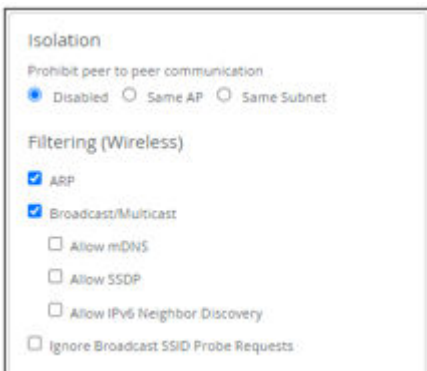 Isolation
Prohibit peer to peer communication
Disabled Same AP Same Subnet
Filtering (Wireless)
ARP
Broadcast/Multicast
Allow mDNS
Allow SSDP
Allow IPv6 Neighbor Discovery
Ignore Broadcast SSID Probe Requests